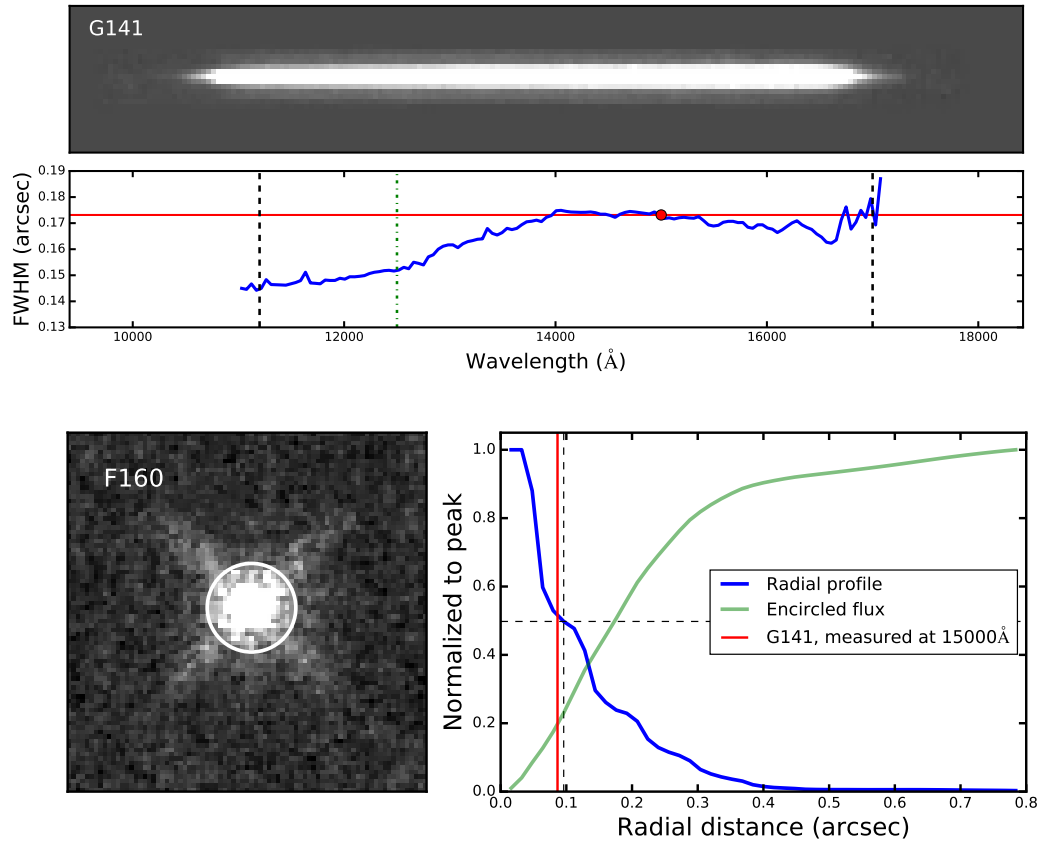 G141
0.19
0.18
0.17
0.16
0.15
0.14
0.13
FWHM (arcsec)
10000 12000 14000 16000 18000
Wavelength (Å)
F160
1.0
0.8
0.6
0.4
0.2
0.0
Normalized to peak
Radial profile
Encircled flux
G141, measured at 15000Å
0.0 0.1 0.2 0.3 0.4 0.5 0.6 0.7 0.8
Radial distance (arcsec)